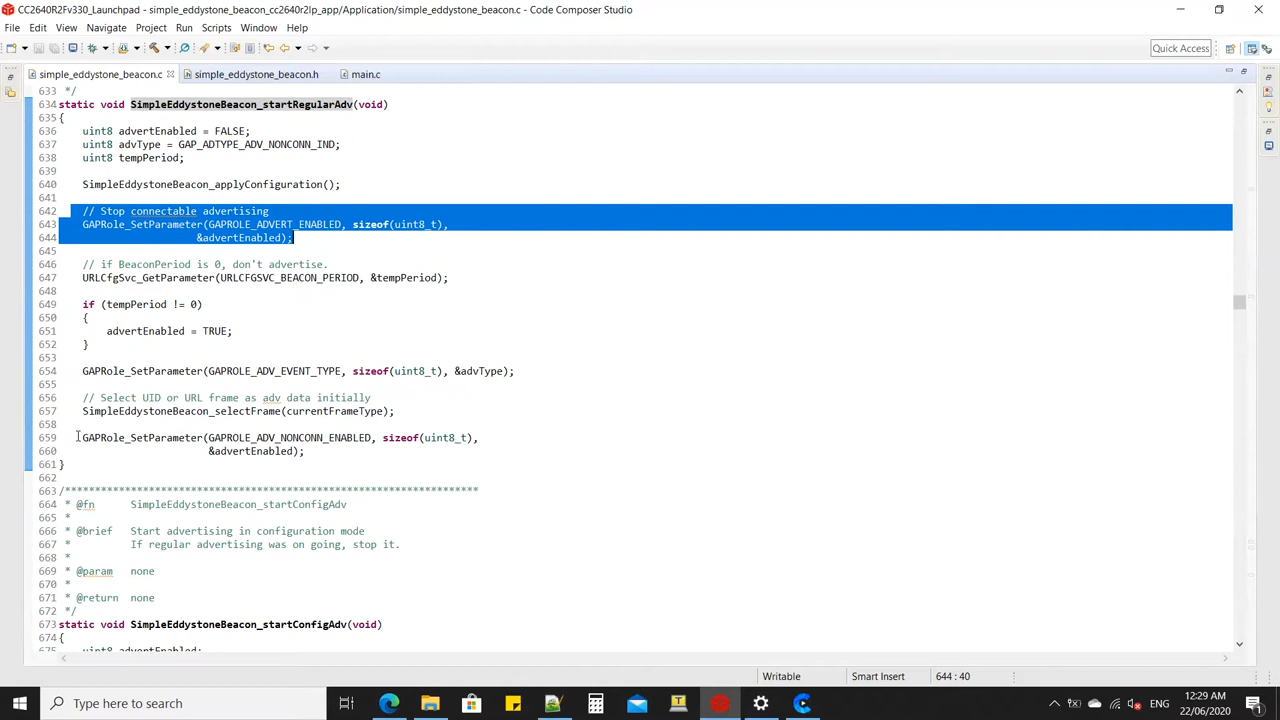 CC2640R2Fv330_Launchpad - simple_eddystone_beacon_cc2640r2lp_app/Application/simple_eddystone_beacon.c - Code Composer Studio
File Edit View Navigate Project Run Scripts Window Help
Quick Access
simple_eddystone_beacon.c simple_eddystone_beacon.h main.c
633 */
634 static void SimpleEddystoneBeacon_startRegularAdv(void)
635 {
636 uint8 advertEnabled = FALSE;
637 uint8 advType = GAP_ADTYPE_ADV_NONCONN_IND;
638 uint8 tempPeriod;
639
640 SimpleEddystoneBeacon_applyConfiguration();
641
642 // Stop connectable advertising
643 GAPRole_SetParameter(GAPROLE_ADVERT_ENABLED, sizeof(uint8_t),
644 &advertEnabled);
645
646 // if BeaconPeriod is 0, don't advertise.
647 URLCfgSvc_GetParameter(URLCFGSVC_BEACON_PERIOD, &tempPeriod);
648
649 if (tempPeriod != 0)
650 {
651 advertEnabled = TRUE;
652 }
653
654 GAPRole_SetParameter(GAPROLE_ADV_EVENT_TYPE, sizeof(uint8_t), &advType);
655
656 // Select UID or URL frame as adv data initially
657 SimpleEddystoneBeacon_selectFrame(currentFrameType);
658
659 GAPRole_SetParameter(GAPROLE_ADV_NONCONN_ENABLED, sizeof(uint8_t),
660 &advertEnabled);
661 }
662
663 /*********************************************************************
664 * @fn SimpleEddystoneBeacon_startConfigAdv
665 *
666 * @brief Start advertising in configuration mode
667 * If regular advertising was on going, stop it.
668 *
669 * @param none
670 *
671 * @return none
672 */
673 static void SimpleEddystoneBeacon_startConfigAdv(void)
674 {
675 uint8 advertEnabled;
Writable Smart Insert 644 : 40
Type here to search
ENG
12:29 AM
22/06/2020
1